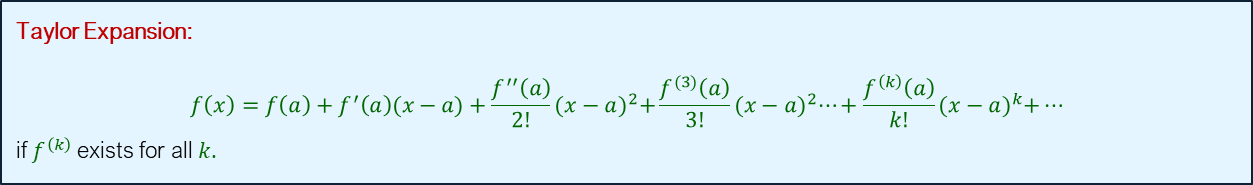 Taylor Expansion:
f(x) = f(a) + f'(a)(x − a) + f''(a)/2! (x − a)²+ f⁽³⁾(a)/3! (x − a)²⋯ + f⁽ᵏ⁾(a)/k! (x − a)ᵏ+ ⋯
if f⁽ᵏ⁾ exists for all k.